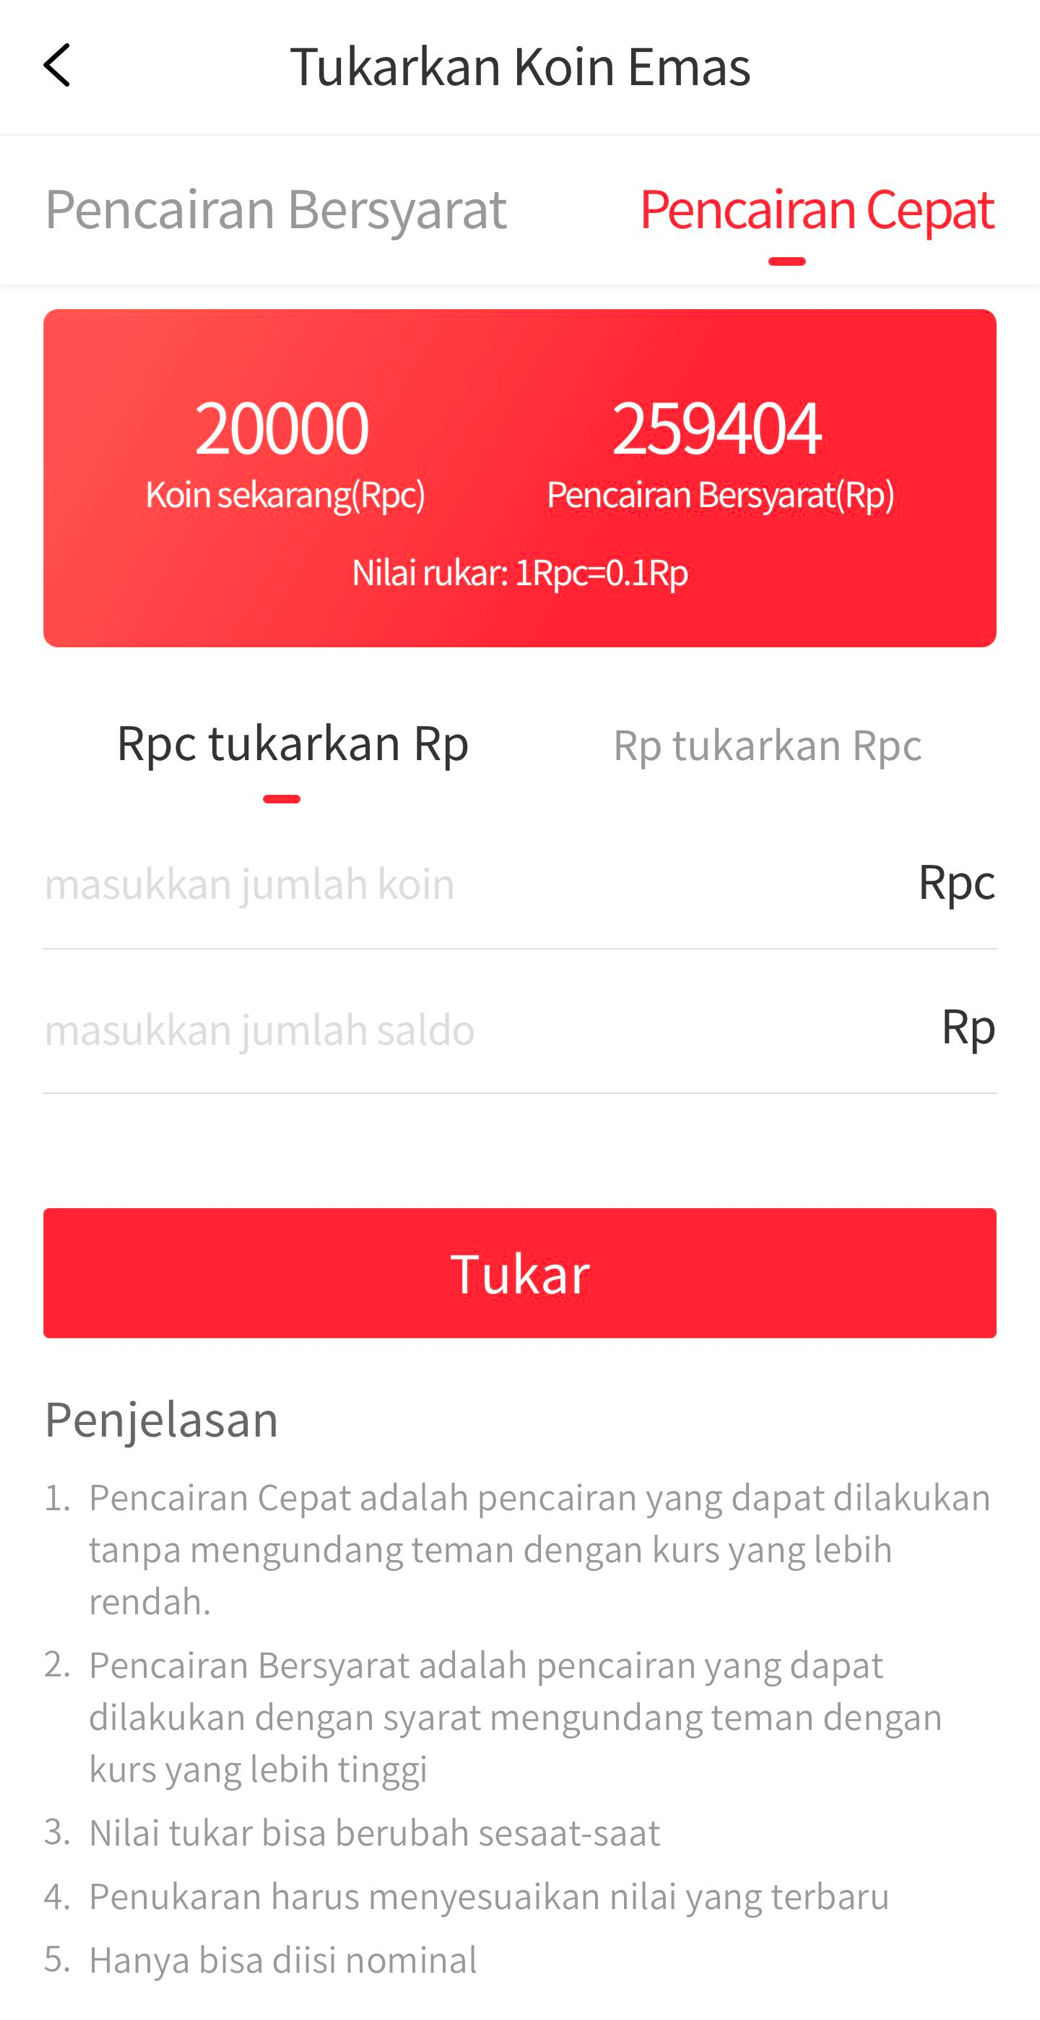 Tukarkan Koin Emas
Pencairan Bersyarat
Pencairan Cepat
20000
259404
Koin sekarang(Rpc)
Pencairan Bersyarat(Rp)
Nilai rukar: 1Rpc=0.1Rp
Rpc tukarkan Rp
Rp tukarkan Rpc
masukkan jumlah koin
Rpc
masukkan jumlah saldo
Rp
Tukar
Penjelasan
1. Pencairan Cepat adalah pencairan yang dapat dilakukan
tanpa mengundang teman dengan kurs yang lebih
rendah.
2. Pencairan Bersyarat adalah pencairan yang dapat
dilakukan dengan syarat mengundang teman dengan
kurs yang lebih tinggi
3. Nilai tukar bisa berubah sesaat-saat
4. Penukaran harus menyesuaikan nilai yang terbaru
5. Hanya bisa diisi nominal